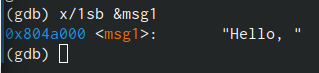 (gdb) x/1sb &msg1
0x804a000 <msg1>:        "Hello, "
(gdb)